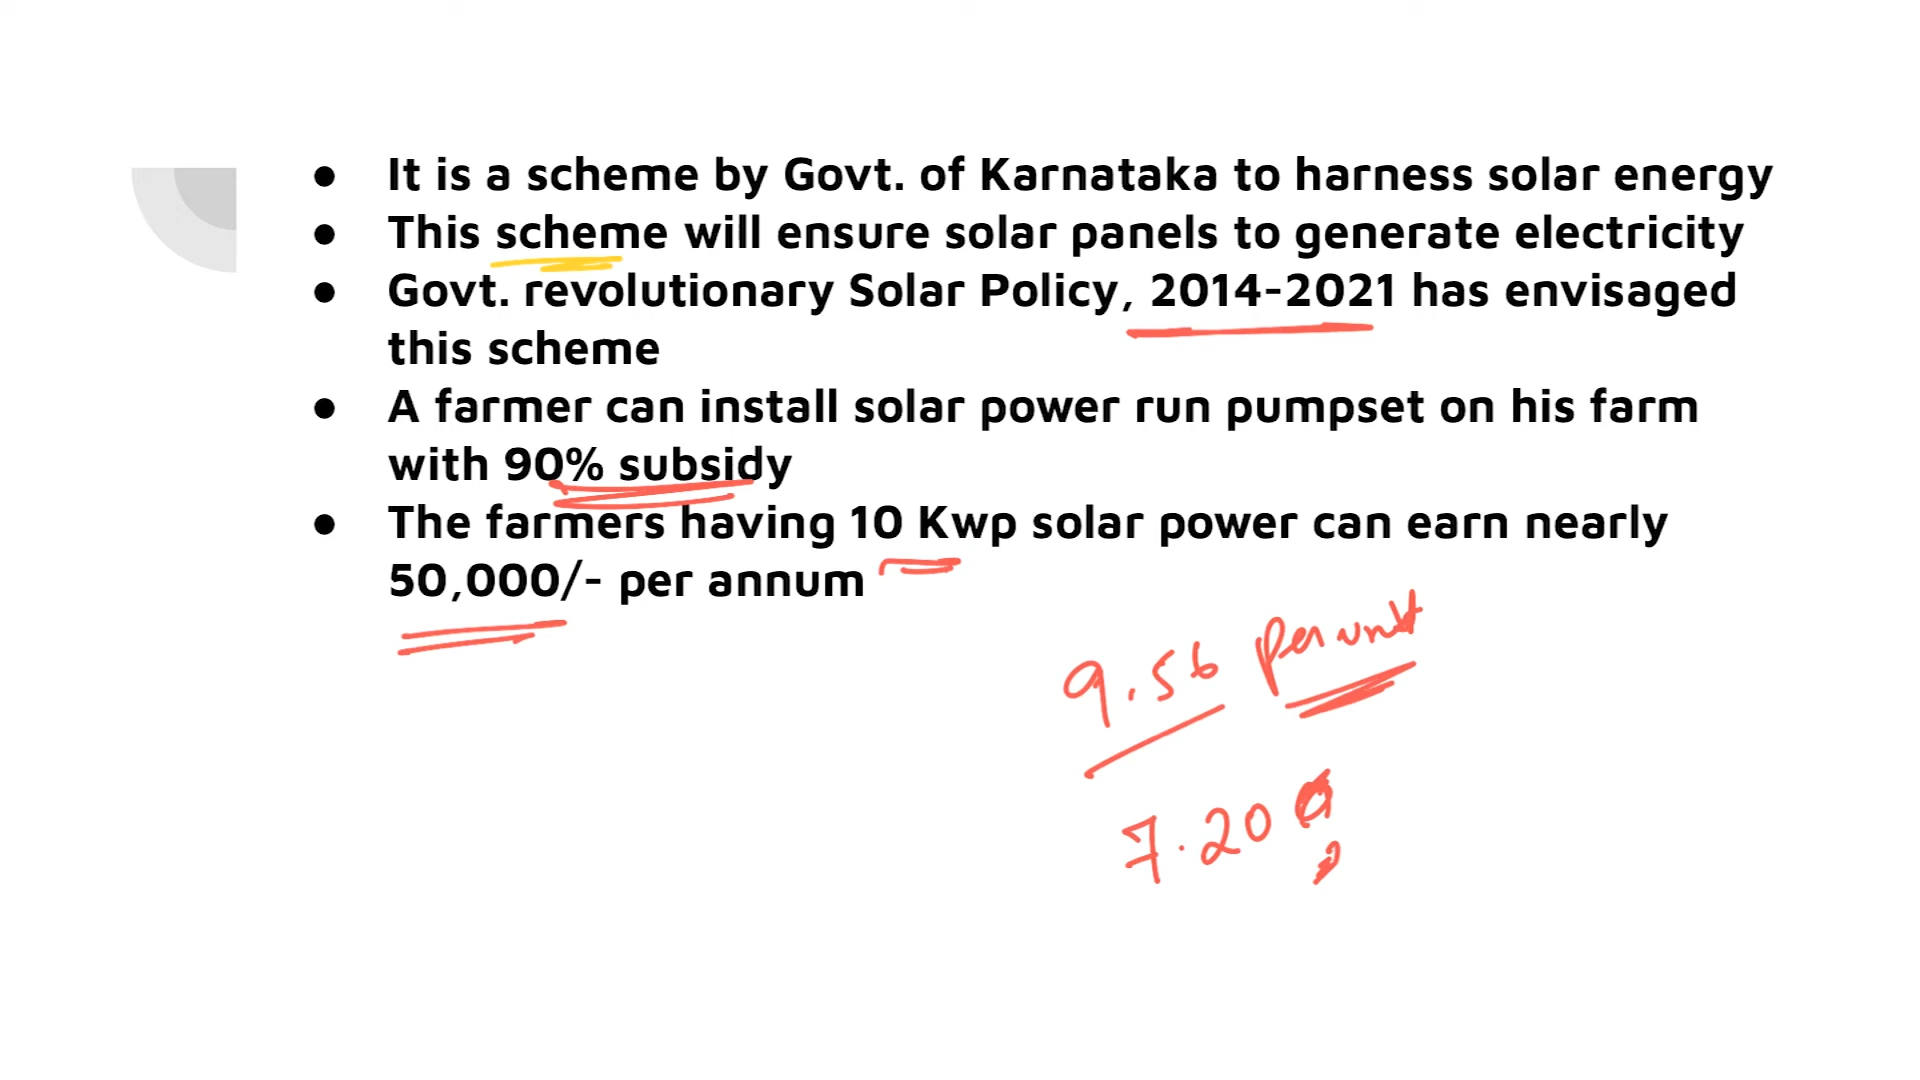 ● It is a scheme by Govt. of Karnataka to harness solar energy
● This scheme will ensure solar panels to generate electricity
● Govt. revolutionary Solar Policy, 2014-2021 has envisaged
this scheme
● A farmer can install solar power run pumpset on his farm
with 90% subsidy
● The farmers having 10 Kwp solar power can earn nearly
50,000/- per annum
9.56 per unit
7.20